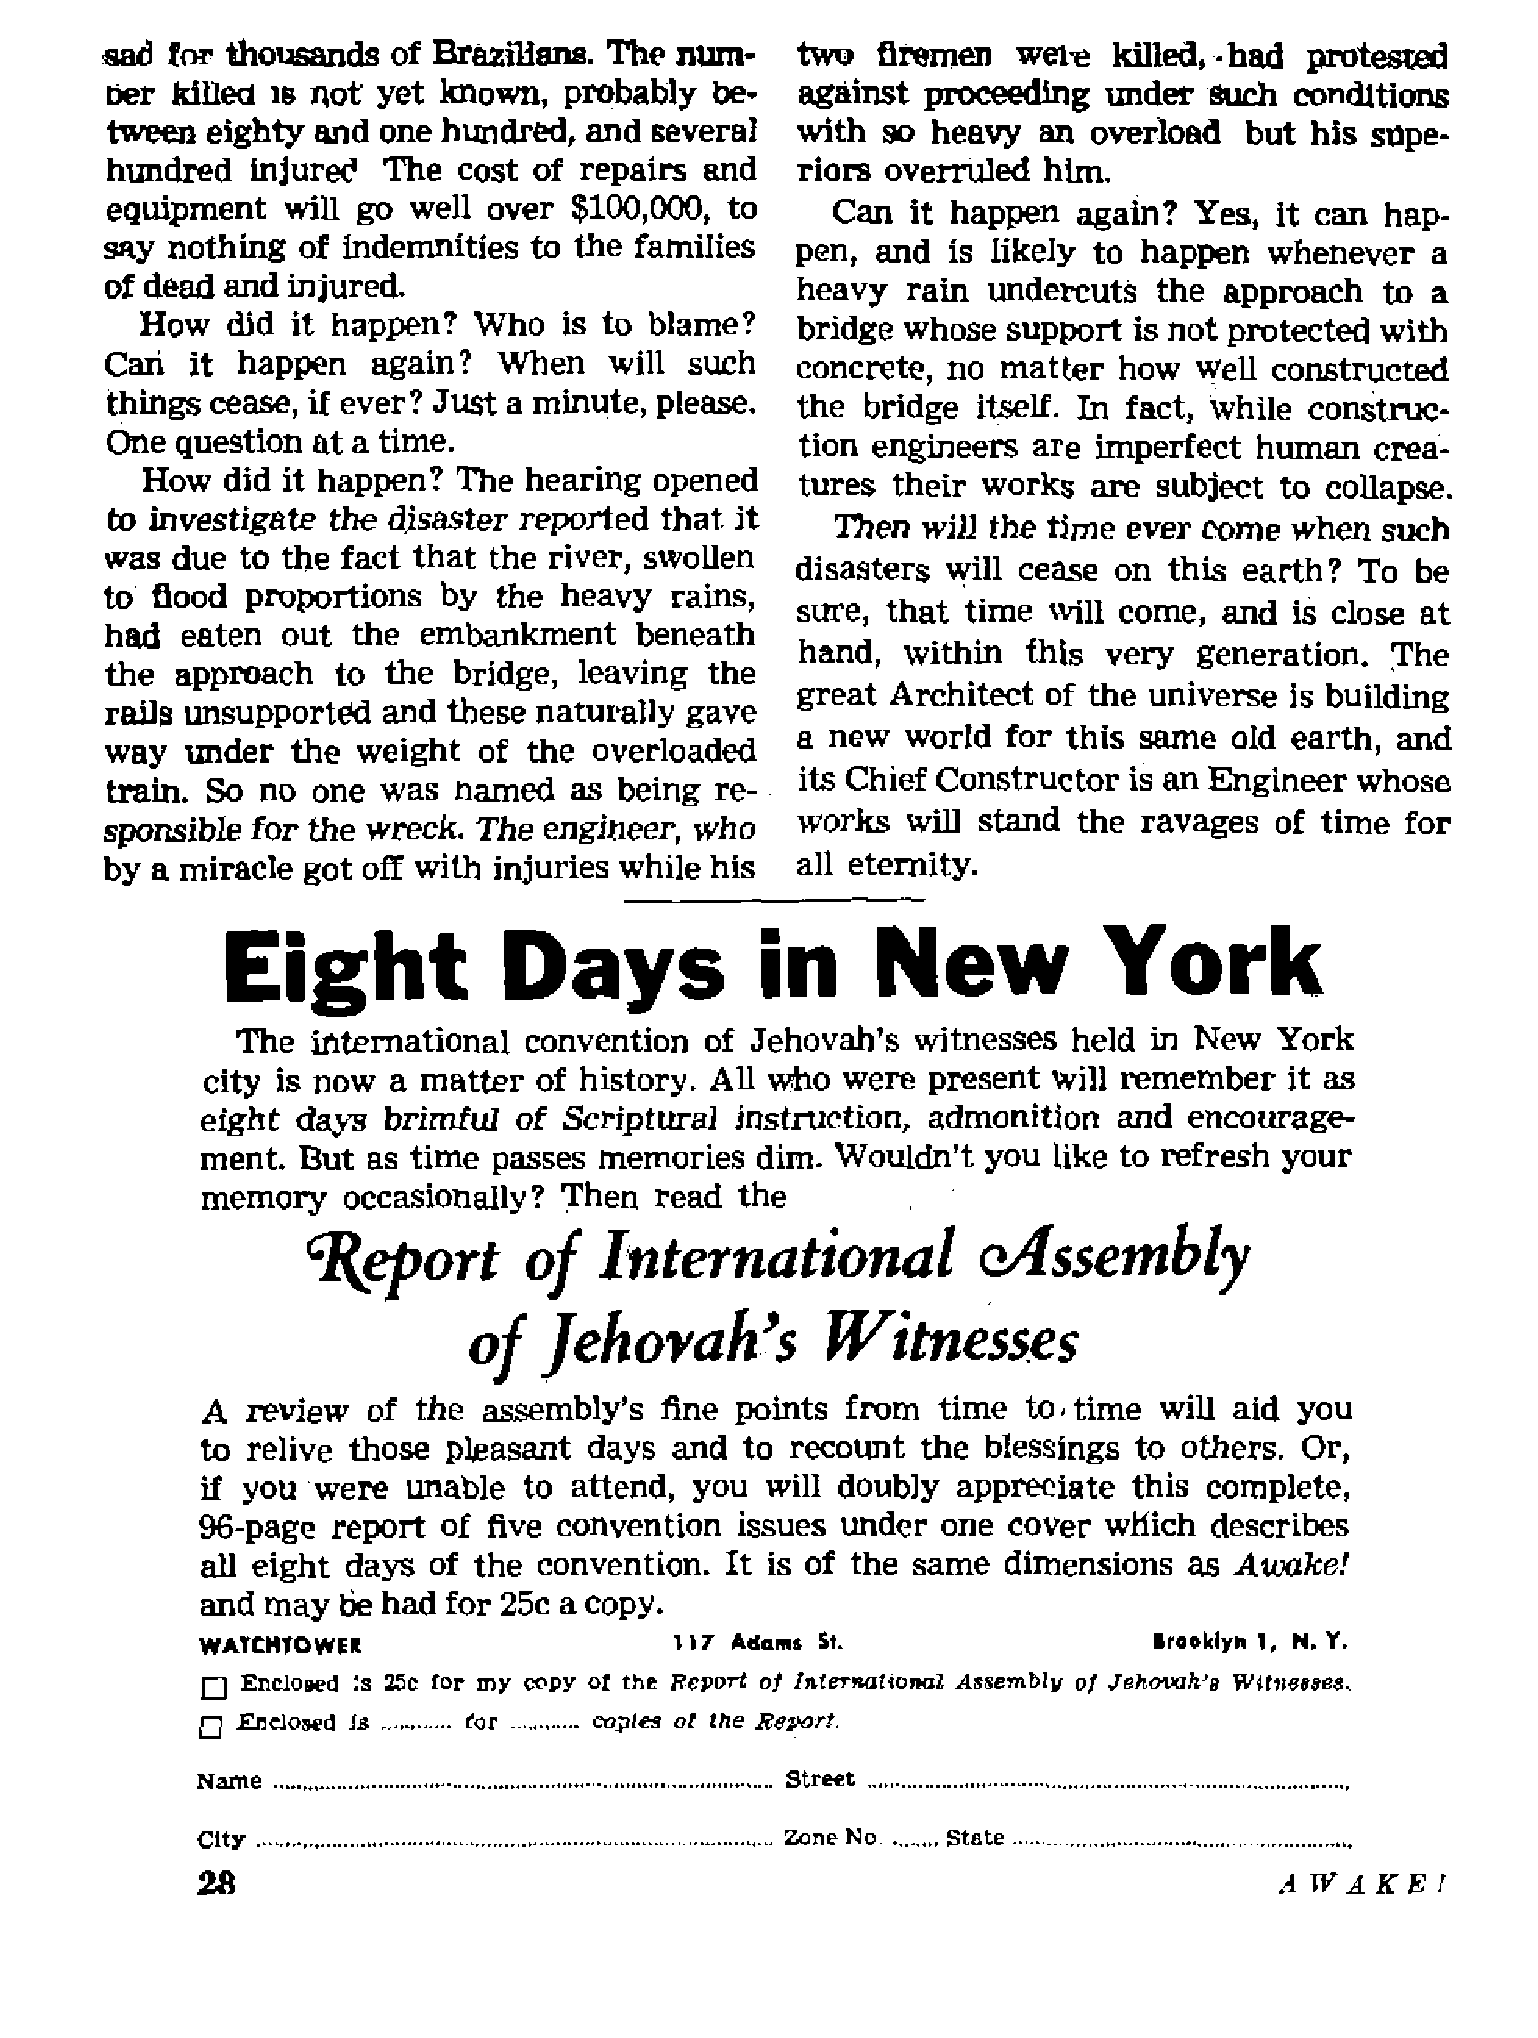 sad for thousands of Brazilians. The num-
ber killed is not yet known, probably be-
tween eighty and one hundred, and several
hundred injured The cost of repairs and
equipment will go well over $100,000, to
say nothing of indemnities to the families
of dead and injured.
How did it happen? Who is to blame?
Can it happen again? When will such
things cease, if ever? Just a minute, please.
One question at a time.
How did it happen? The hearing opened
to investigate the disaster reported that it
was due to the fact that the river, swollen
to flood proportions by the heavy rains,
had eaten out the embankment beneath
the approach to the bridge, leaving the
rails unsupported and these naturally gave
way under the weight of the overloaded
train. So no one was named as being re-
sponsible for the wreck. The engineer, who
by a miracle got off with injuries while his
two firemen were killed, had protested
against proceeding under such conditions
with so heavy an overload but his supe-
riors overruled him.
Can it happen again? Yes, it can hap-
pen, and is likely to happen whenever a
heavy rain undercuts the approach to a
bridge whose support is not protected with
concrete, no matter how well constructed
the bridge itself. In fact, while construc-
tion engineers are imperfect human crea-
tures their works are subject to collapse.
Then will the time ever come when such
disasters will cease on this earth? To be
sure, that time will come, and is close at
hand, within this very generation. The
great Architect of the universe is building
a new world for this same old earth, and
its Chief Constructor is an Engineer whose
works will stand the ravages of time for
all eternity.
Eight Days in New York
The international convention of Jehovah's witnesses held in New York
city is now a matter of history. All who were present will remember it as
eight days brimful of Scriptural instruction, admonition and encourage-
ment. But as time passes memories dim. Wouldn't you like to refresh your
memory occasionally? Then read the
Report of International Assembly
of Jehovah's Witnesses
A review of the assembly's fine points from time to time will aid you
to relive those pleasant days and to recount the blessings to others. Or,
if you were unable to attend, you will doubly appreciate this complete,
96-page report of five convention issues under one cover which describes
all eight days of the convention. It is of the same dimensions as Awake!
and may be had for 25c a copy.
WATCHTOWER 117 Adams St. Brooklyn 1, N. Y.
□ Enclosed is 25c for my copy of the Report of International Assembly of Jehovah's Witnesses.
□ Enclosed is ............ for ............ copies of the Report.
Name ............................................................ Street ............................................................
City ............................................................ Zone No. ........ State ........................................
28 AWAKE!